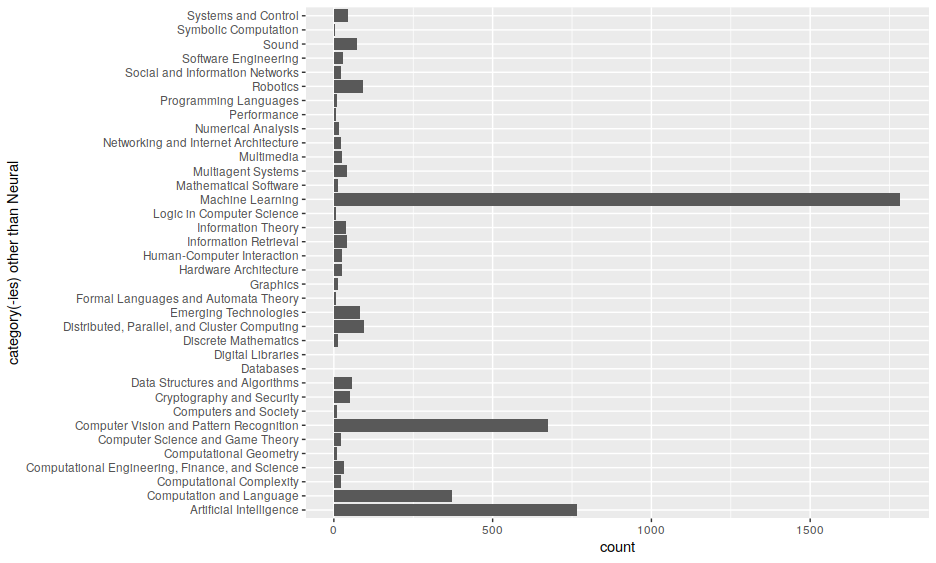 Systems and Control
Symbolic Computation
Sound
Software Engineering
Social and Information Networks
Robotics
Programming Languages
Performance
Numerical Analysis
Networking and Internet Architecture
Multimedia
Multiagent Systems
Mathematical Software
Machine Learning
Logic in Computer Science
Information Theory
Information Retrieval
Human-Computer Interaction
Hardware Architecture
Graphics
Formal Languages and Automata Theory
Emerging Technologies
Distributed, Parallel, and Cluster Computing
Discrete Mathematics
Digital Libraries
Databases
Data Structures and Algorithms
Cryptography and Security
Computers and Society
Computer Vision and Pattern Recognition
Computer Science and Game Theory
Computational Geometry
Computational Engineering, Finance, and Science
Computational Complexity
Computation and Language
Artificial Intelligence
category(-ies) other than Neural
0 500 1000 1500
count